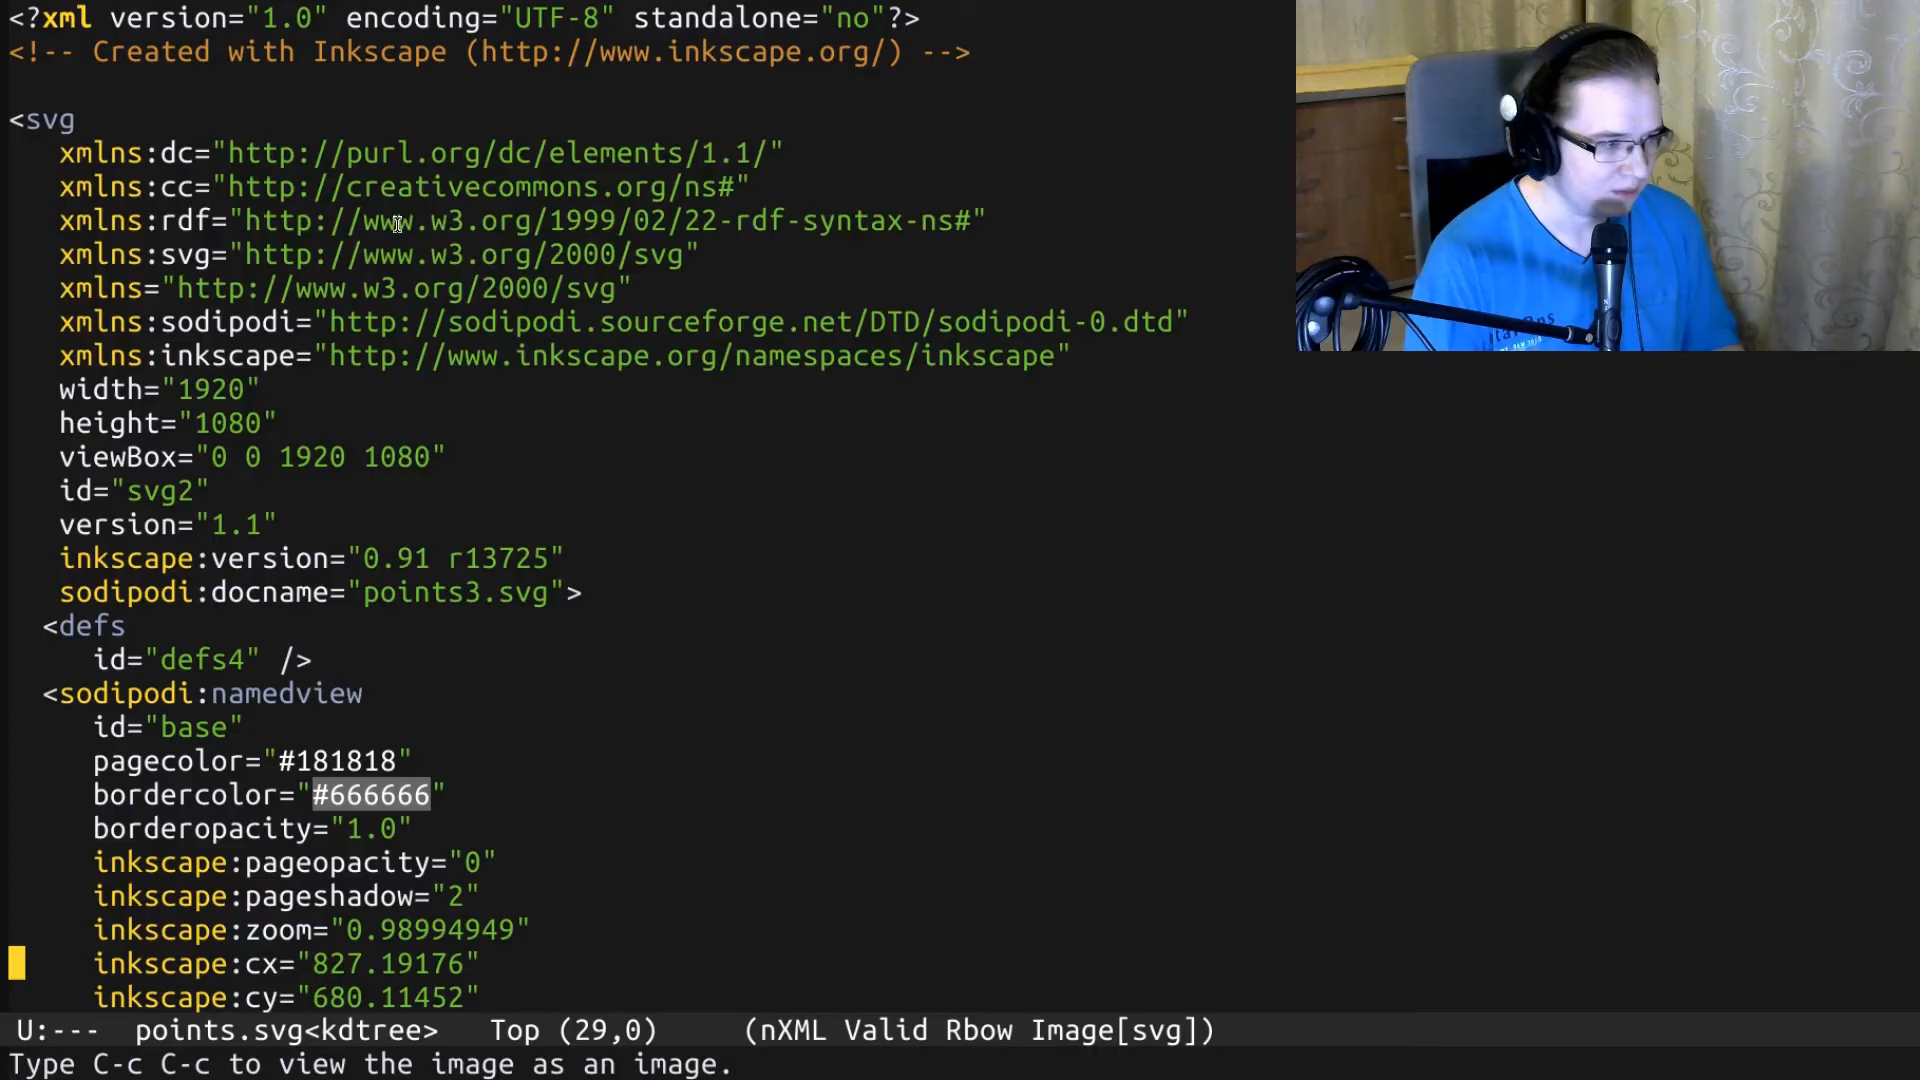 <?xml version="1.0" encoding="UTF-8" standalone="no"?>
<!-- Created with Inkscape (http://www.inkscape.org/) -->
<svg
xmlns:dc="http://purl.org/dc/elements/1.1/"
xmlns:cc="http://creativecommons.org/ns#"
xmlns:rdf="http://www.w3.org/1999/02/22-rdf-syntax-ns#"
xmlns:svg="http://www.w3.org/2000/svg"
xmlns="http://www.w3.org/2000/svg"
xmlns:sodipodi="http://sodipodi.sourceforge.net/DTD/sodipodi-0.dtd"
xmlns:inkscape="http://www.inkscape.org/namespaces/inkscape"
width="1920"
height="1080"
viewBox="0 0 1920 1080"
id="svg2"
version="1.1"
inkscape:version="0.91 r13725"
sodipodi:docname="points3.svg">
<defs
id="defs4" />
<sodipodi:namedview
id="base"
pagecolor="#181818"
bordercolor="#666666"
borderopacity="1.0"
inkscape:pageopacity="0"
inkscape:pageshadow="2"
inkscape:zoom="0.98994949"
inkscape:cx="827.19176"
inkscape:cy="680.11452"
U:--- points.svg<kdtree> Top (29,0) (nXML Valid Rbow Image[svg])
Type C-c C-c to view the image as an image.